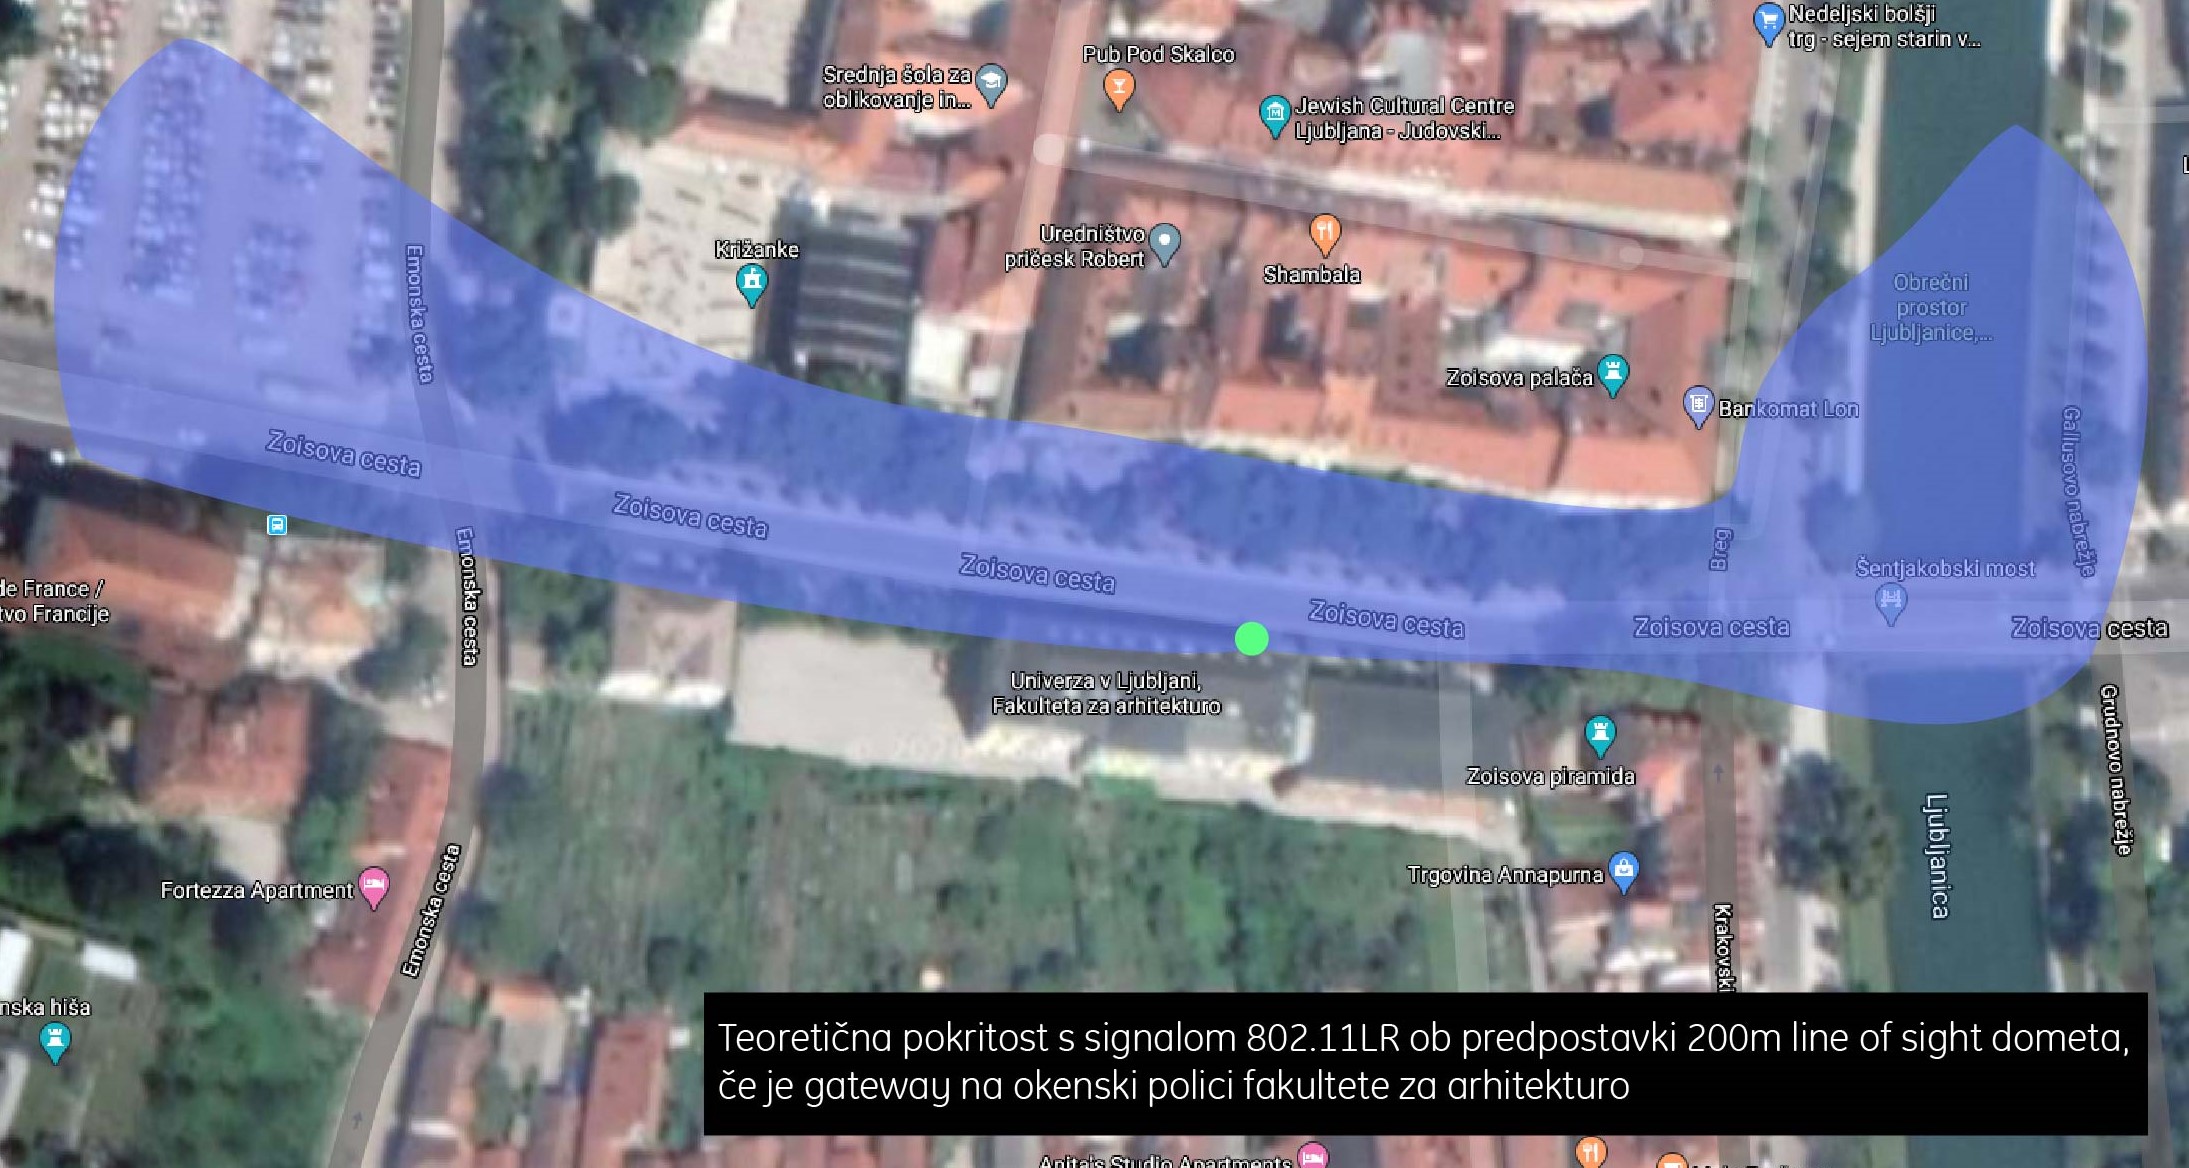 Nedeljski bolšji
trg - sejem starin v...
Pub Pod Skalco
Srednja šola za
oblikovanje in...
Jewish Cultural Centre
Ljubljana - Judovski...
Križanke
Uredništvo
pričesk Robert
Shambala
Obrečni
prostor
Ljubljanice,...
Emonska cesta
Zoisova palača
Bankomat Lon
Gallusovo nabrežje
Zoisova cesta
Zoisova cesta
Zoisova cesta
Zoisova cesta
Zoisova cesta
Zoisova cesta
Breg
Šentjakobski most
Emonska cesta
de France /
tvo Francije
Univerza v Ljubljani,
Fakulteta za arhitekturo
Zoisova piramida
Grudnovo nabrežje
Ljubljanica
Trgovina Annapurna
Fortezza Apartment
Emonska cesta
Krakovski
nska hiša
Teoretična pokritost s signalom 802.11LR ob predpostavki 200m line of sight dometa,
če je gateway na okenski polici fakultete za arhitekturo
Anita's Studio Apartments